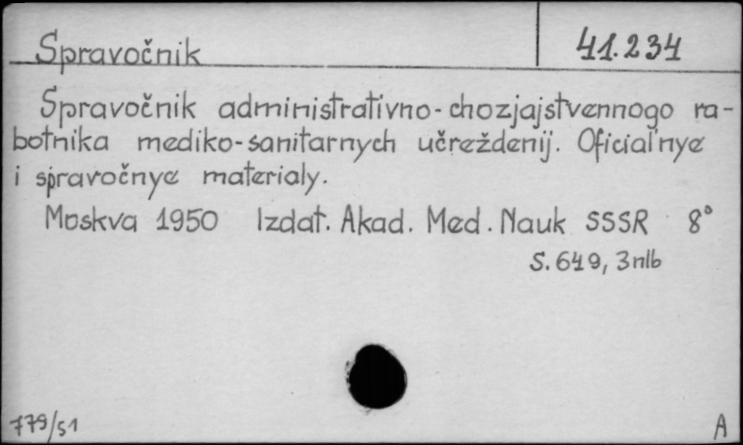 Spravočnik 41.234
Spravočnik administrativno-chozjajstvennogo ra-
botnika mediko-sanitarnych učreždenij. Oficial'nye
i spravočnye materialy.
Moskva 1950 Izdat. Akad. Med. Nauk SSSR 8°
S. 649, 3 nlb
779/51 A